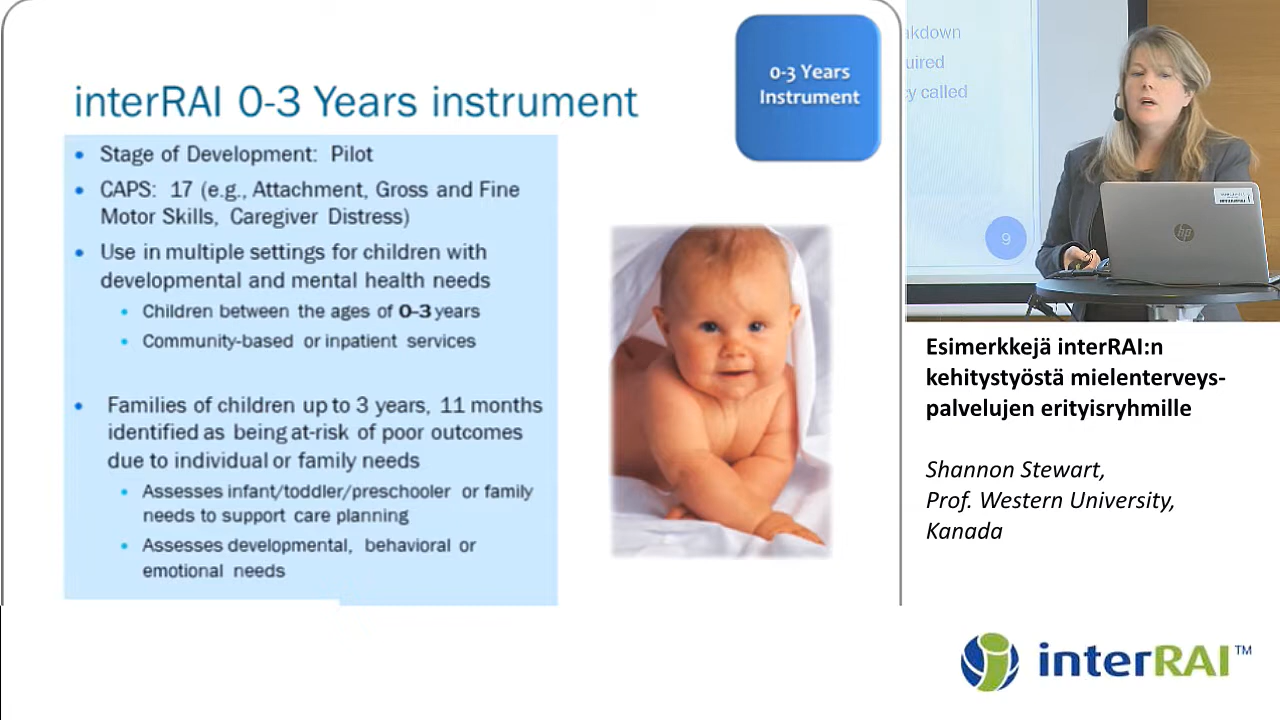 interRAI 0-3 Years instrument
0-3 Years
Instrument
• Stage of Development: Pilot
• CAPS: 17 (e.g., Attachment, Gross and Fine
Motor Skills, Caregiver Distress)
• Use in multiple settings for children with
developmental and mental health needs
• Children between the ages of 0–3 years
• Community-based or inpatient services
• Families of children up to 3 years, 11 months
identified as being at-risk of poor outcomes
due to individual or family needs
• Assesses infant/toddler/preschooler or family
needs to support care planning
• Assesses developmental, behavioral or
emotional needs
called
9
hp
Esimerkkejä interRAI:n
kehitystyöstä mielenterveys-
palvelujen erityisryhmille
Shannon Stewart,
Prof. Western University,
Kanada
interRAI™